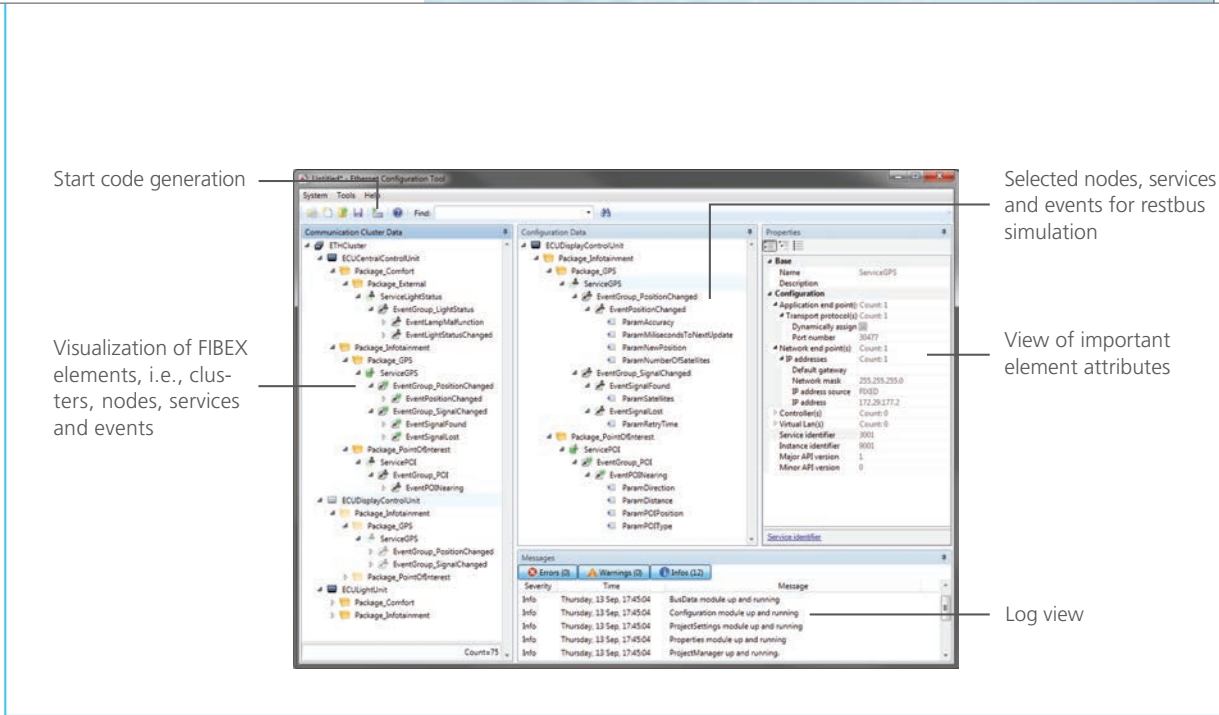 Start code generation
Visualization of FIBEX
elements, i.e., clus-
ters, nodes, services
and events
Untitled* - Ethernet Configuration Tool
System Tools Help
Find:
Communication Cluster Data
ETHCluster
ECUCentralControlUnit
Package_Comfort
Package_External
ServiceLightStatus
EventGroup_LightStatus
EventLampMalfunction
EventLightStatusChanged
Package_Infotainment
Package_GPS
ServiceGPS
EventGroup_PositionChanged
EventPositionChanged
EventGroup_SignalChanged
EventSignalFound
EventSignalLost
Package_PointOfInterest
ServicePOI
EventGroup_POI
EventPOINearing
ECUDisplayControlUnit
Package_Infotainment
Package_GPS
ServiceGPS
EventGroup_PositionChanged
EventGroup_SignalChanged
Package_PointOfInterest
ECULightUnit
Package_Comfort
Package_Infotainment
Count=75
Configuration Data
ECUDisplayControlUnit
Package_Infotainment
Package_GPS
ServiceGPS
EventGroup_PositionChanged
EventPositionChanged
ParamAccuracy
ParamMilisecondsToNextUpdate
ParamNewPosition
ParamNumberOfSatellites
EventGroup_SignalChanged
EventSignalFound
ParamSatellites
EventSignalLost
ParamRetryTime
Package_PointOfInterest
ServicePOI
EventGroup_POI
EventPOINearing
ParamDirection
ParamDistance
ParamPOIPosition
ParamPOIType
Properties
Base
Name ServiceGPS
Description
Configuration
Application end point(s) Count: 1
Transport protocol(s) Count: 1
Dynamically assign
Port number 30477
Network end point(s) Count: 1
IP addresses Count: 1
Default gateway
Network mask 255.255.255.0
IP address source FIXED
IP address 172.29.177.2
Controller(s) Count: 0
Virtual Lan(s) Count: 0
Service identifier 3001
Instance identifier 9001
Major API version 1
Minor API version 0
Service identifier
Messages
Errors (0) Warnings (0) Infos (12)
Severity Time Message
Info Thursday, 13 Sep, 17:45:04 BusData module up and running
Info Thursday, 13 Sep, 17:45:04 Configuration module up and running
Info Thursday, 13 Sep, 17:45:04 ProjectSettings module up and running
Info Thursday, 13 Sep, 17:45:04 Properties module up and running
Info Thursday, 13 Sep, 17:45:04 ProjectManager up and running.
Selected nodes, services
and events for restbus
simulation
View of important
element attributes
Log view